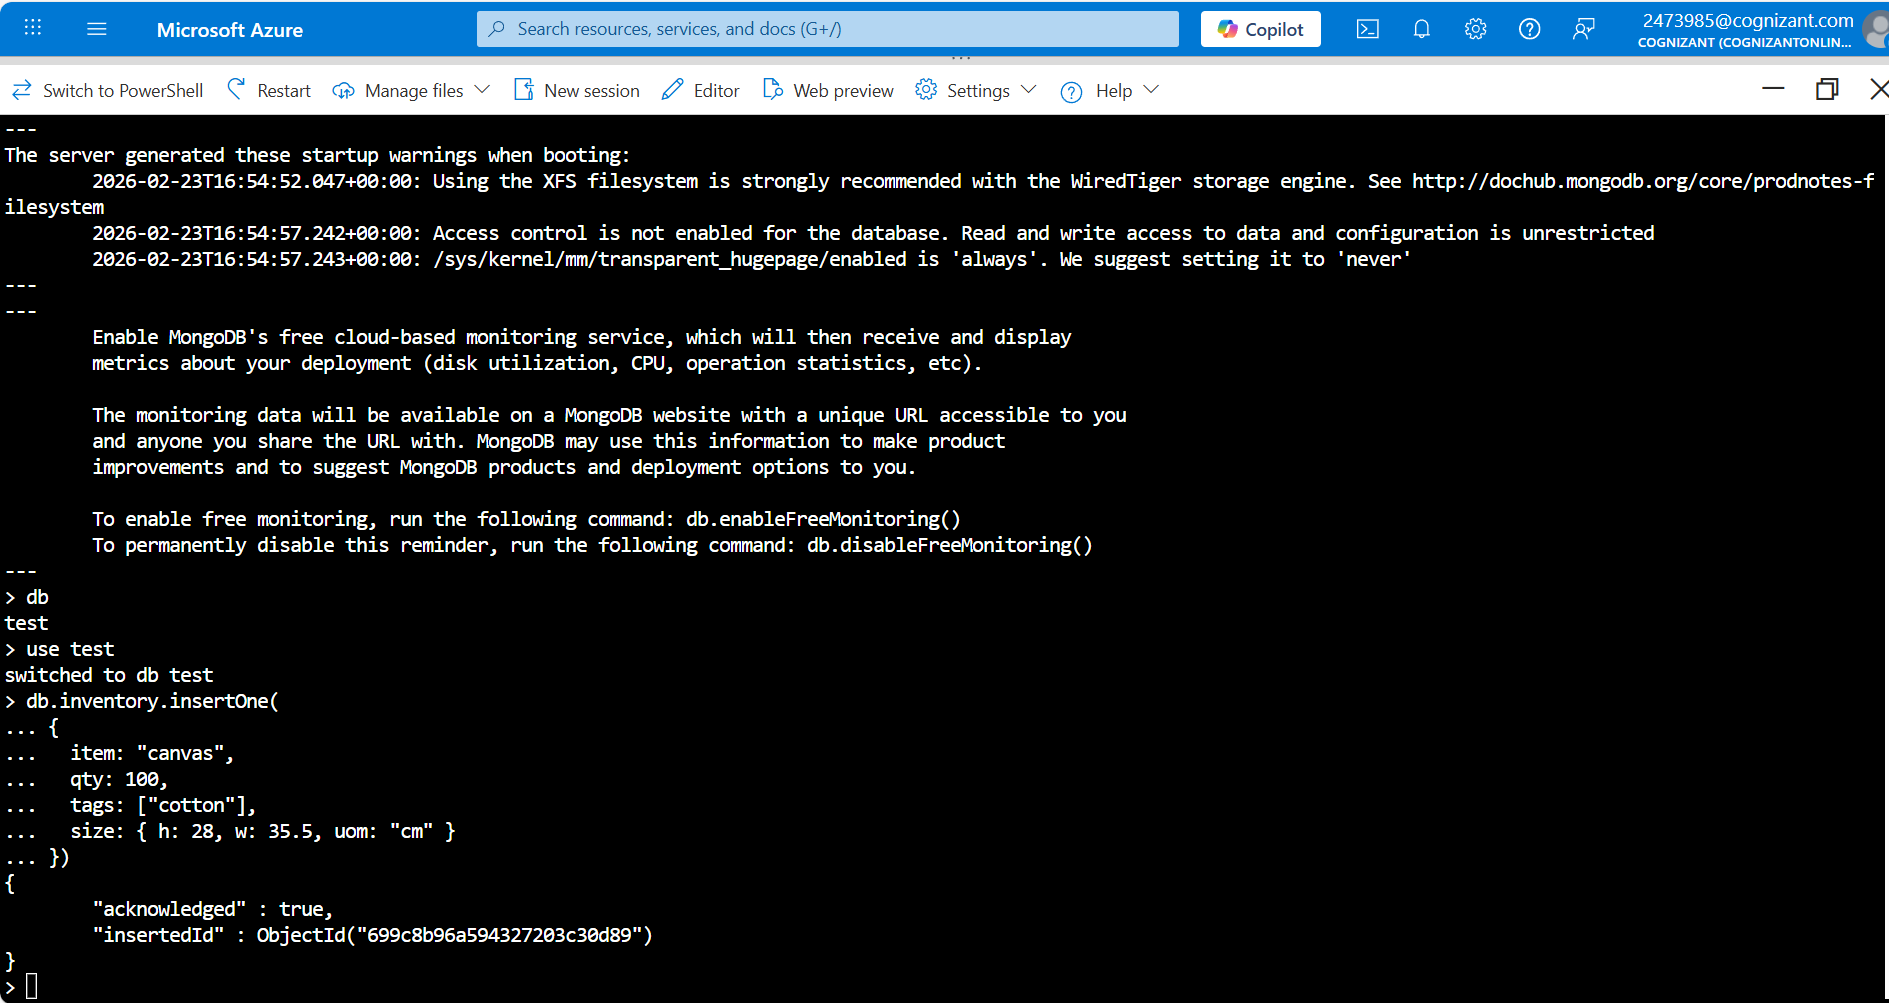 Microsoft Azure
Search resources, services, and docs (G+/)
Copilot
2473985@cognizant.com
COGNIZANT (COGNIZANTONLIN...
Switch to PowerShell
Restart
Manage files
New session
Editor
Web preview
Settings
Help
---
The server generated these startup warnings when booting:
2026-02-23T16:54:52.047+00:00: Using the XFS filesystem is strongly recommended with the WiredTiger storage engine. See http://dochub.mongodb.org/core/prodnotes-f
ilesystem
2026-02-23T16:54:57.242+00:00: Access control is not enabled for the database. Read and write access to data and configuration is unrestricted
2026-02-23T16:54:57.243+00:00: /sys/kernel/mm/transparent_hugepage/enabled is 'always'. We suggest setting it to 'never'
---
---
Enable MongoDB's free cloud-based monitoring service, which will then receive and display
metrics about your deployment (disk utilization, CPU, operation statistics, etc).
The monitoring data will be available on a MongoDB website with a unique URL accessible to you
and anyone you share the URL with. MongoDB may use this information to make product
improvements and to suggest MongoDB products and deployment options to you.
To enable free monitoring, run the following command: db.enableFreeMonitoring()
To permanently disable this reminder, run the following command: db.disableFreeMonitoring()
---
> db
test
> use test
switched to db test
> db.inventory.insertOne(
... {
...   item: "canvas",
...   qty: 100,
...   tags: ["cotton"],
...   size: { h: 28, w: 35.5, uom: "cm" }
... })
{
"acknowledged" : true,
"insertedId" : ObjectId("699c8b96a594327203c30d89")
}
>